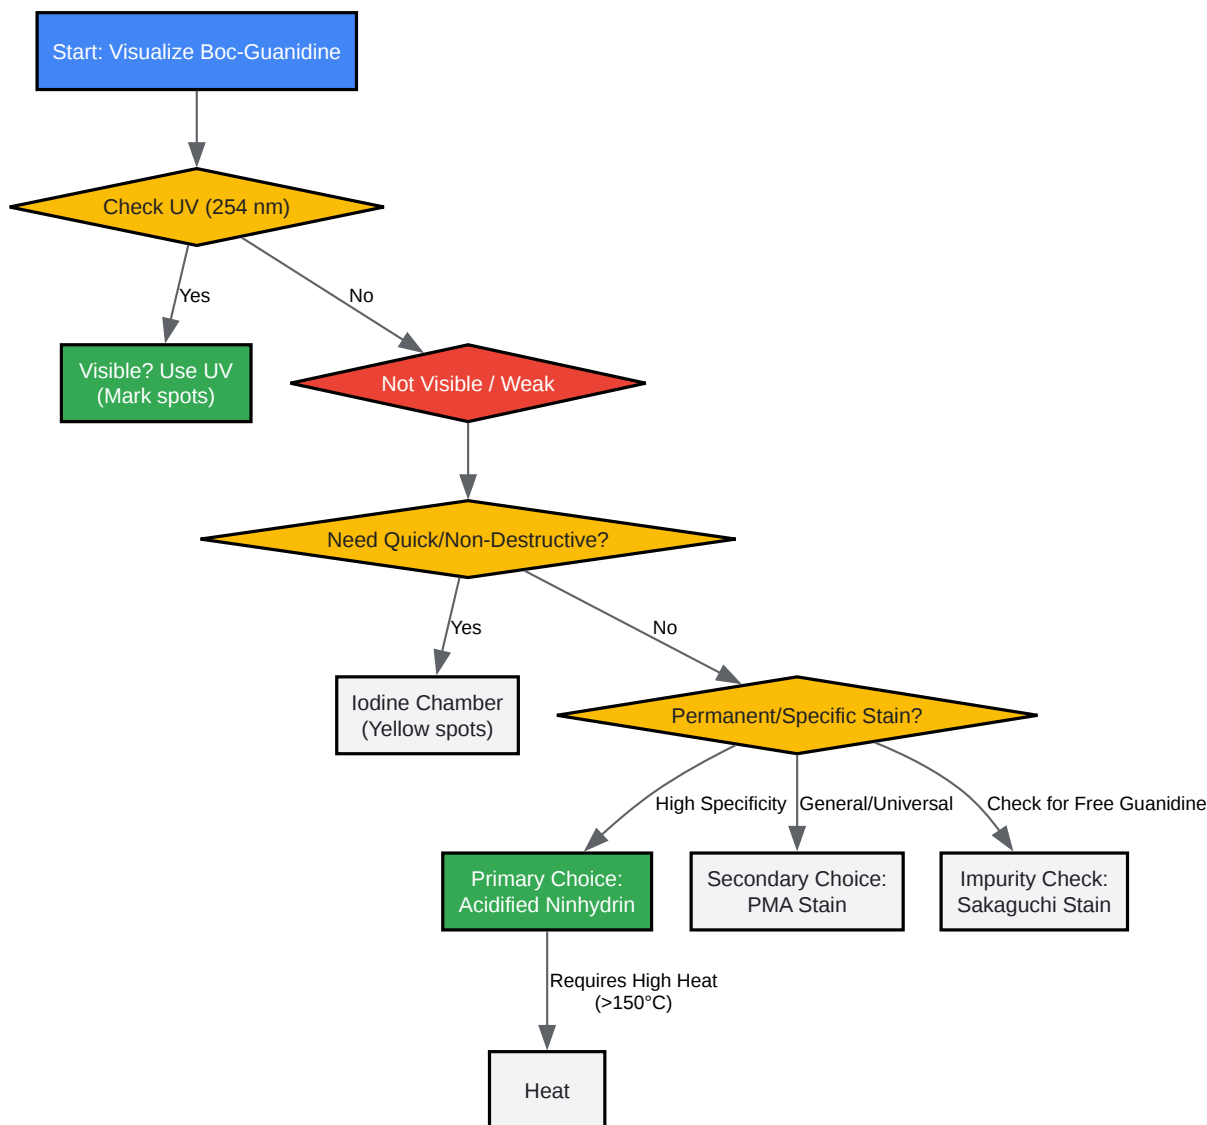 Start: Visualize Boc-Guanidine
Check UV (254 nm)
Yes
No
Visible? Use UV
(Mark spots)
Not Visible / Weak
Need Quick/Non-Destructive?
Yes
No
Iodine Chamber
(Yellow spots)
Permanent/Specific Stain?
High Specificity
General/Universal
Check for Free Guanidine
Primary Choice:
Acidified Ninhydrin
Secondary Choice:
PMA Stain
Impurity Check:
Sakaguchi Stain
Requires High Heat
(>150°C)
Heat